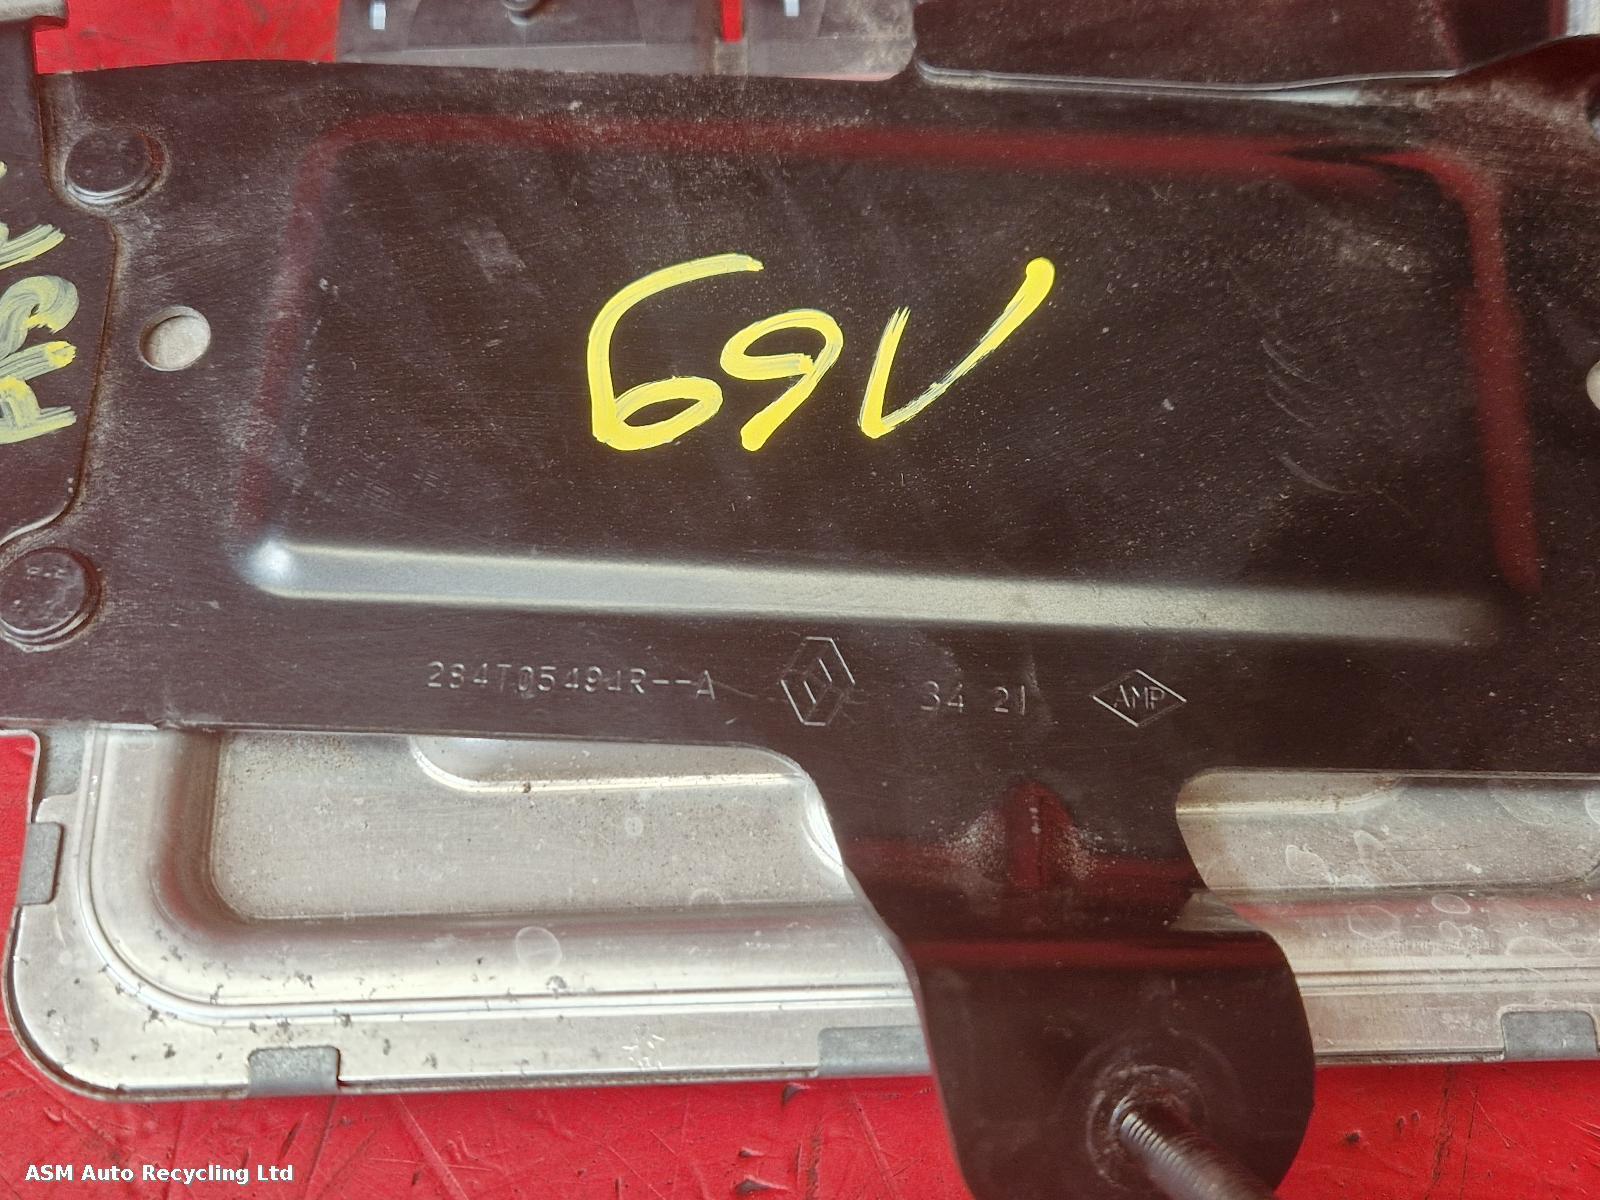 69V
284T05494R--A 34 21 AMP
ASM Auto Recycling Ltd